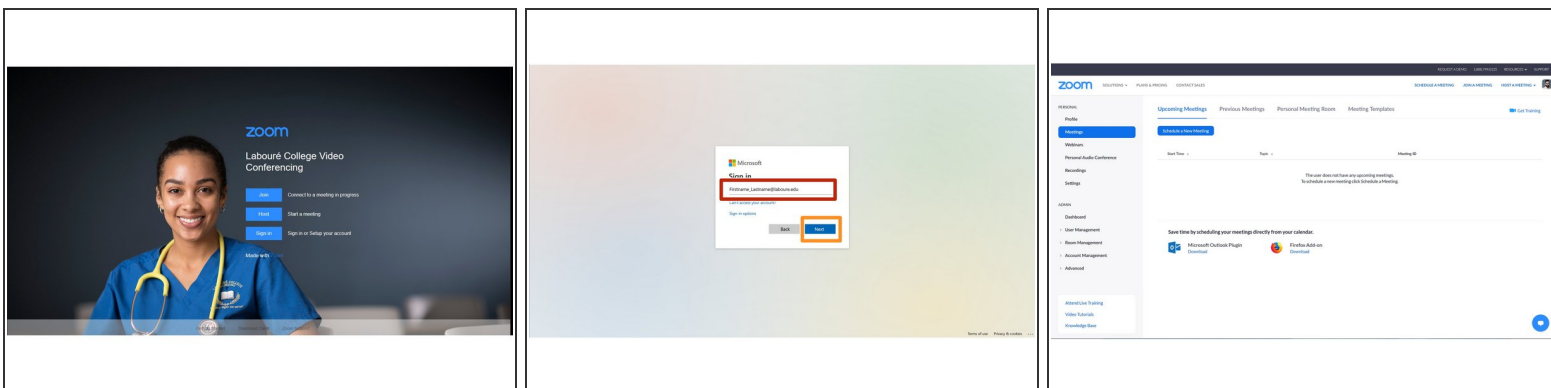 zoom
Labouré College Video
Conferencing
Join
Connect to a meeting in progress
Host
Start a meeting
Sign in
Sign in or Setup your account
Made with
Microsoft
Sign in
Firstname_Lastname@laboure.edu
Can't access your account?
Sign-in options
Back
Next
Terms of use
Privacy & cookies
...
REQUEST A DEMO
RESOURCES
SUPPORT
zoom
SOLUTIONS
PLANS & PRICING
CONTACT SALES
SCHEDULE A MEETING
JOIN A MEETING
HOST A MEETING
PERSONAL
Profile
Meetings
Webinars
Personal Audio Conference
Recordings
Settings
ADMIN
Dashboard
User Management
Room Management
Account Management
Advanced
Attend Live Training
Video Tutorials
Knowledge Base
Upcoming Meetings
Previous Meetings
Personal Meeting Room
Meeting Templates
Get Training
Schedule a New Meeting
Start Time
Topic
Meeting ID
The user does not have any upcoming meetings.
To schedule a new meeting click Schedule a Meeting.
Save time by scheduling your meetings directly from your calendar.
Microsoft Outlook Plugin
Download
Firefox Add-on
Download